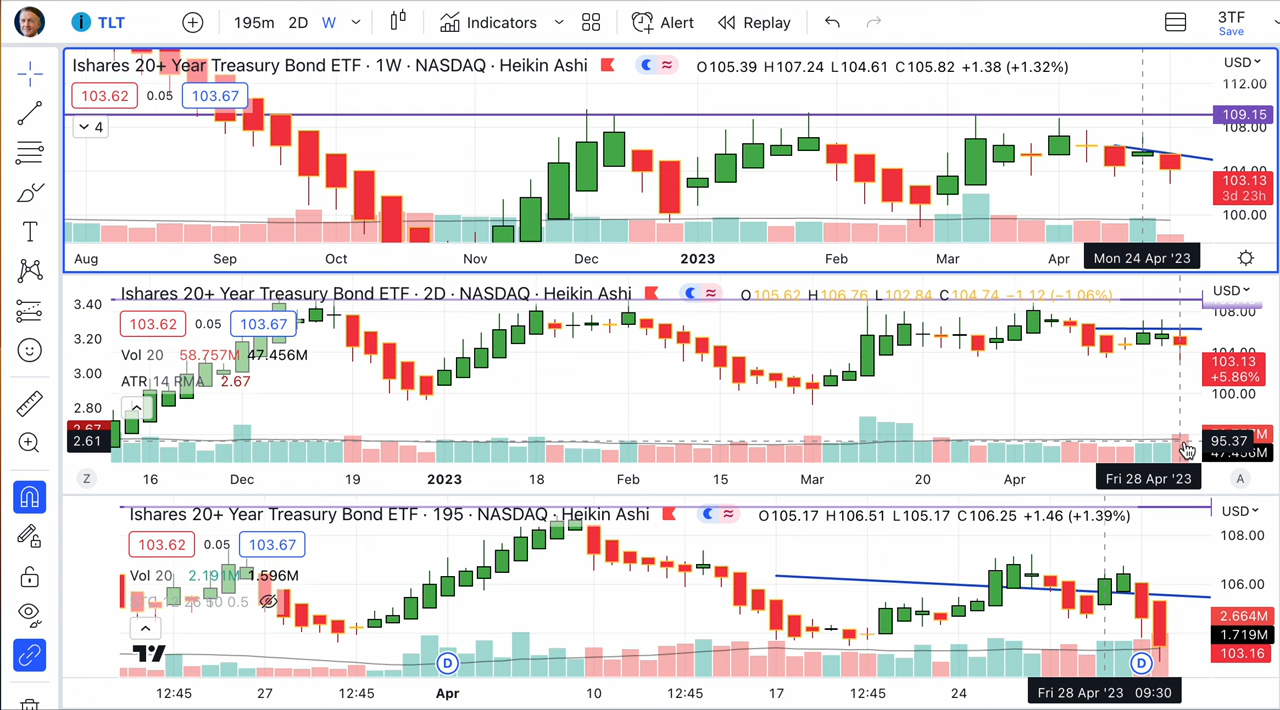 TLT
195m 2D W
Indicators
Alert
Replay
3TF
Save
Ishares 20+ Year Treasury Bond ETF · 1W · NASDAQ · Heikin Ashi
O105.39 H107.24 L104.61 C105.82 +1.38 (+1.32%)
USD
103.62 0.05 103.67
4
112.00
109.15
108.00
104.00
103.13
3d 23h
100.00
Aug Sep Oct Nov Dec 2023 Feb Mar Apr Mon 24 Apr '23
Ishares 20+ Year Treasury Bond ETF · 2D · NASDAQ · Heikin Ashi
O105.62 H106.76 L102.84 C104.74 −1.12 (−1.06%)
USD
103.62 0.05 103.67
Vol 20 58.757M 47.456M
ATR 14 RMA 2.67
3.40
3.20
3.00
2.80
2.67
2.61
108.00
104.00
103.13
+5.86%
100.00
95.37
47.456M
Z 16 Dec 19 2023 18 Feb 15 Mar 20 Apr Fri 28 Apr '23 A
Ishares 20+ Year Treasury Bond ETF · 195 · NASDAQ · Heikin Ashi
O105.17 H106.51 L105.17 C106.25 +1.46 (+1.39%)
USD
103.62 0.05 103.67
Vol 20 2.191M 1.596M
108.00
106.00
2.664M
1.719M
103.16
D D
12:45 27 12:45 Apr 10 12:45 17 12:45 24 Fri 28 Apr '23 09:30